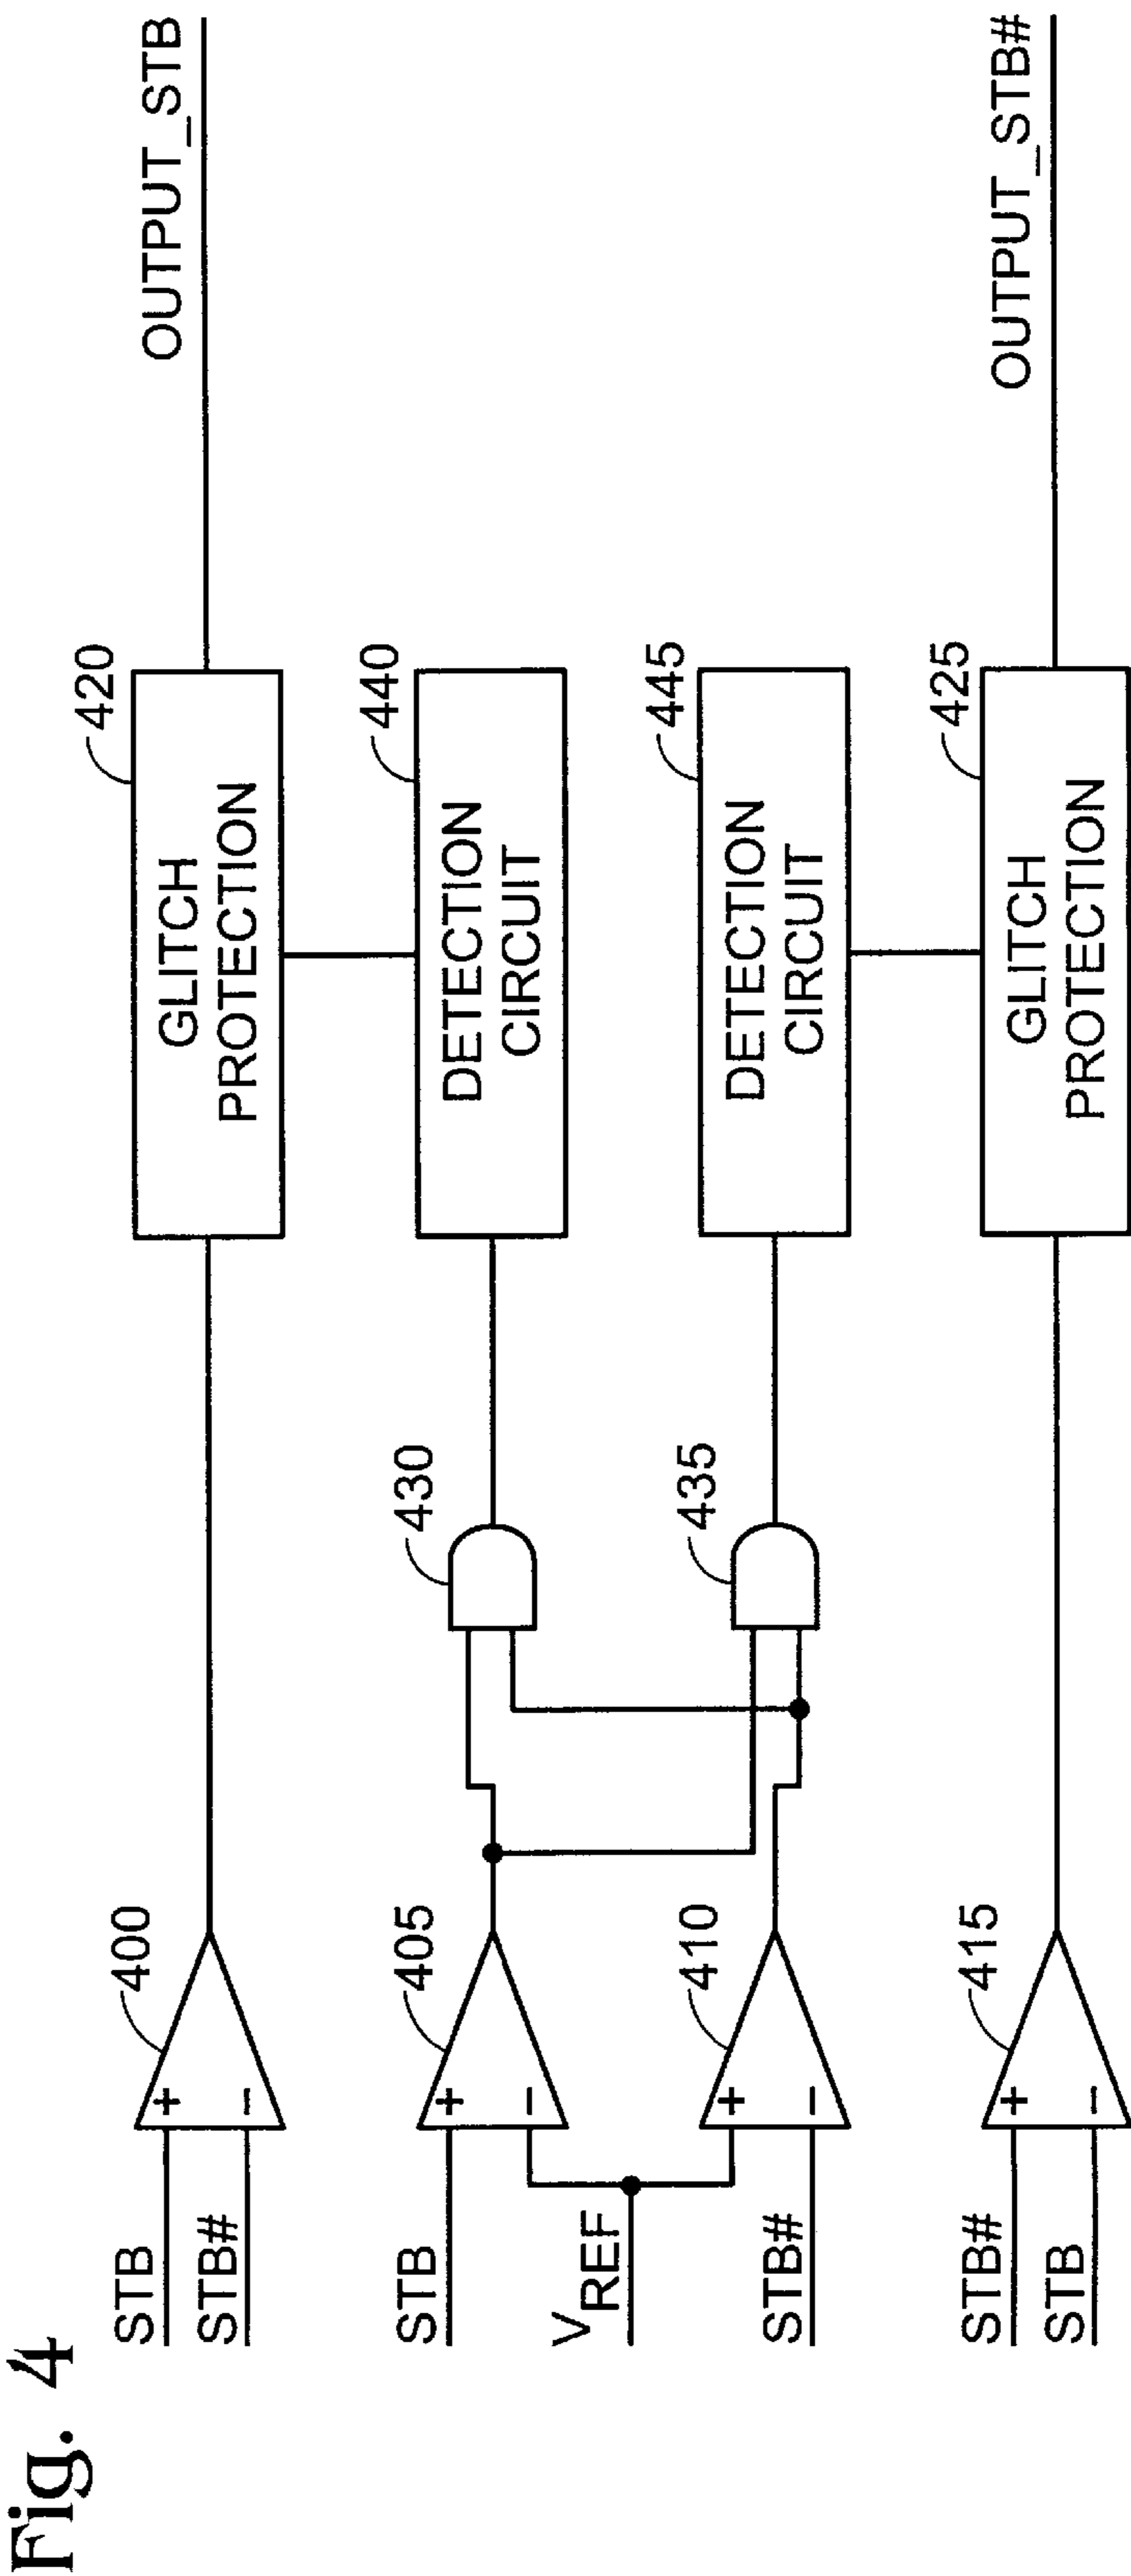 Fig. 4
STB
STB#
400
GLITCH
PROTECTION
420
OUTPUT_STB
STB
405
430
DETECTION
CIRCUIT
440
VREF
STB#
410
435
DETECTION
CIRCUIT
445
STB#
STB
415
GLITCH
PROTECTION
425
OUTPUT_STB#